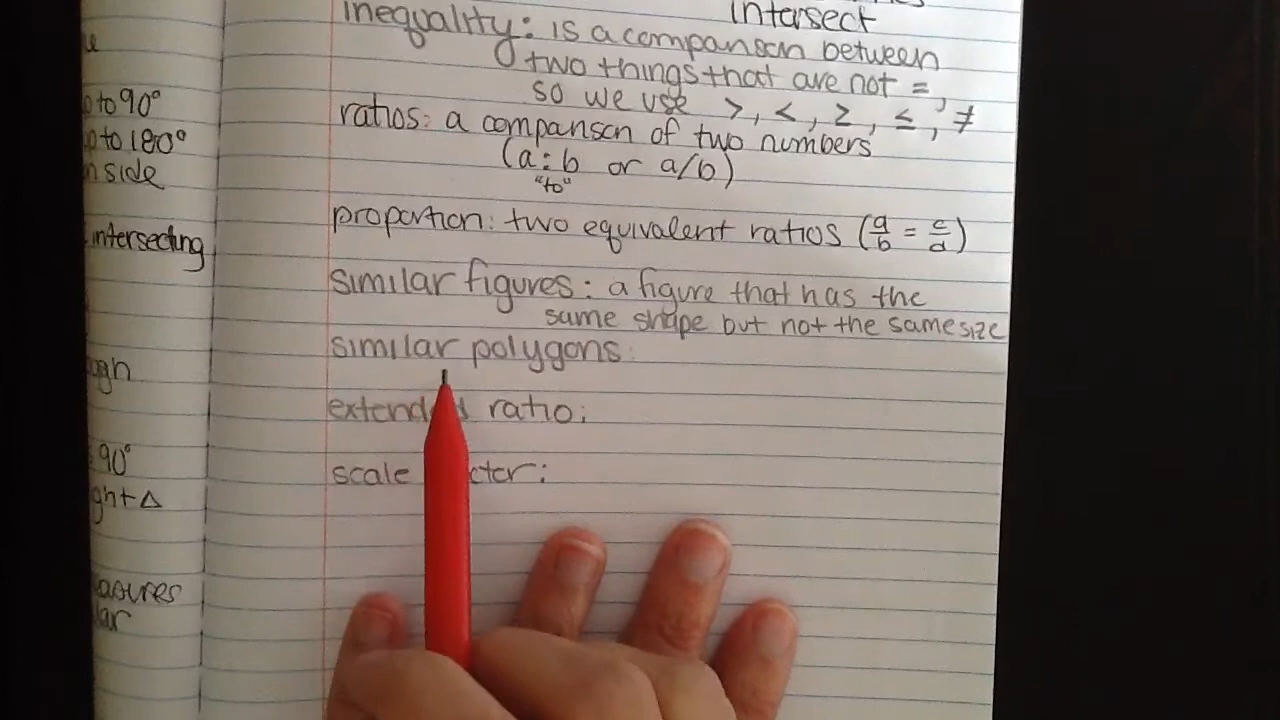 intersect
inequality: is a comparison between
two things that are not =,
so we use >, <, ≥, ≤, ≠
ratios: a comparison of two numbers
(a:b or a/b)
"to"
proportion: two equivalent ratios (a/b = c/d)
similar figures: a figure that has the
same shape but not the same size
similar polygons:
extended ratio:
scale factor:
to 90°
to 180°
side
intersecting
90°